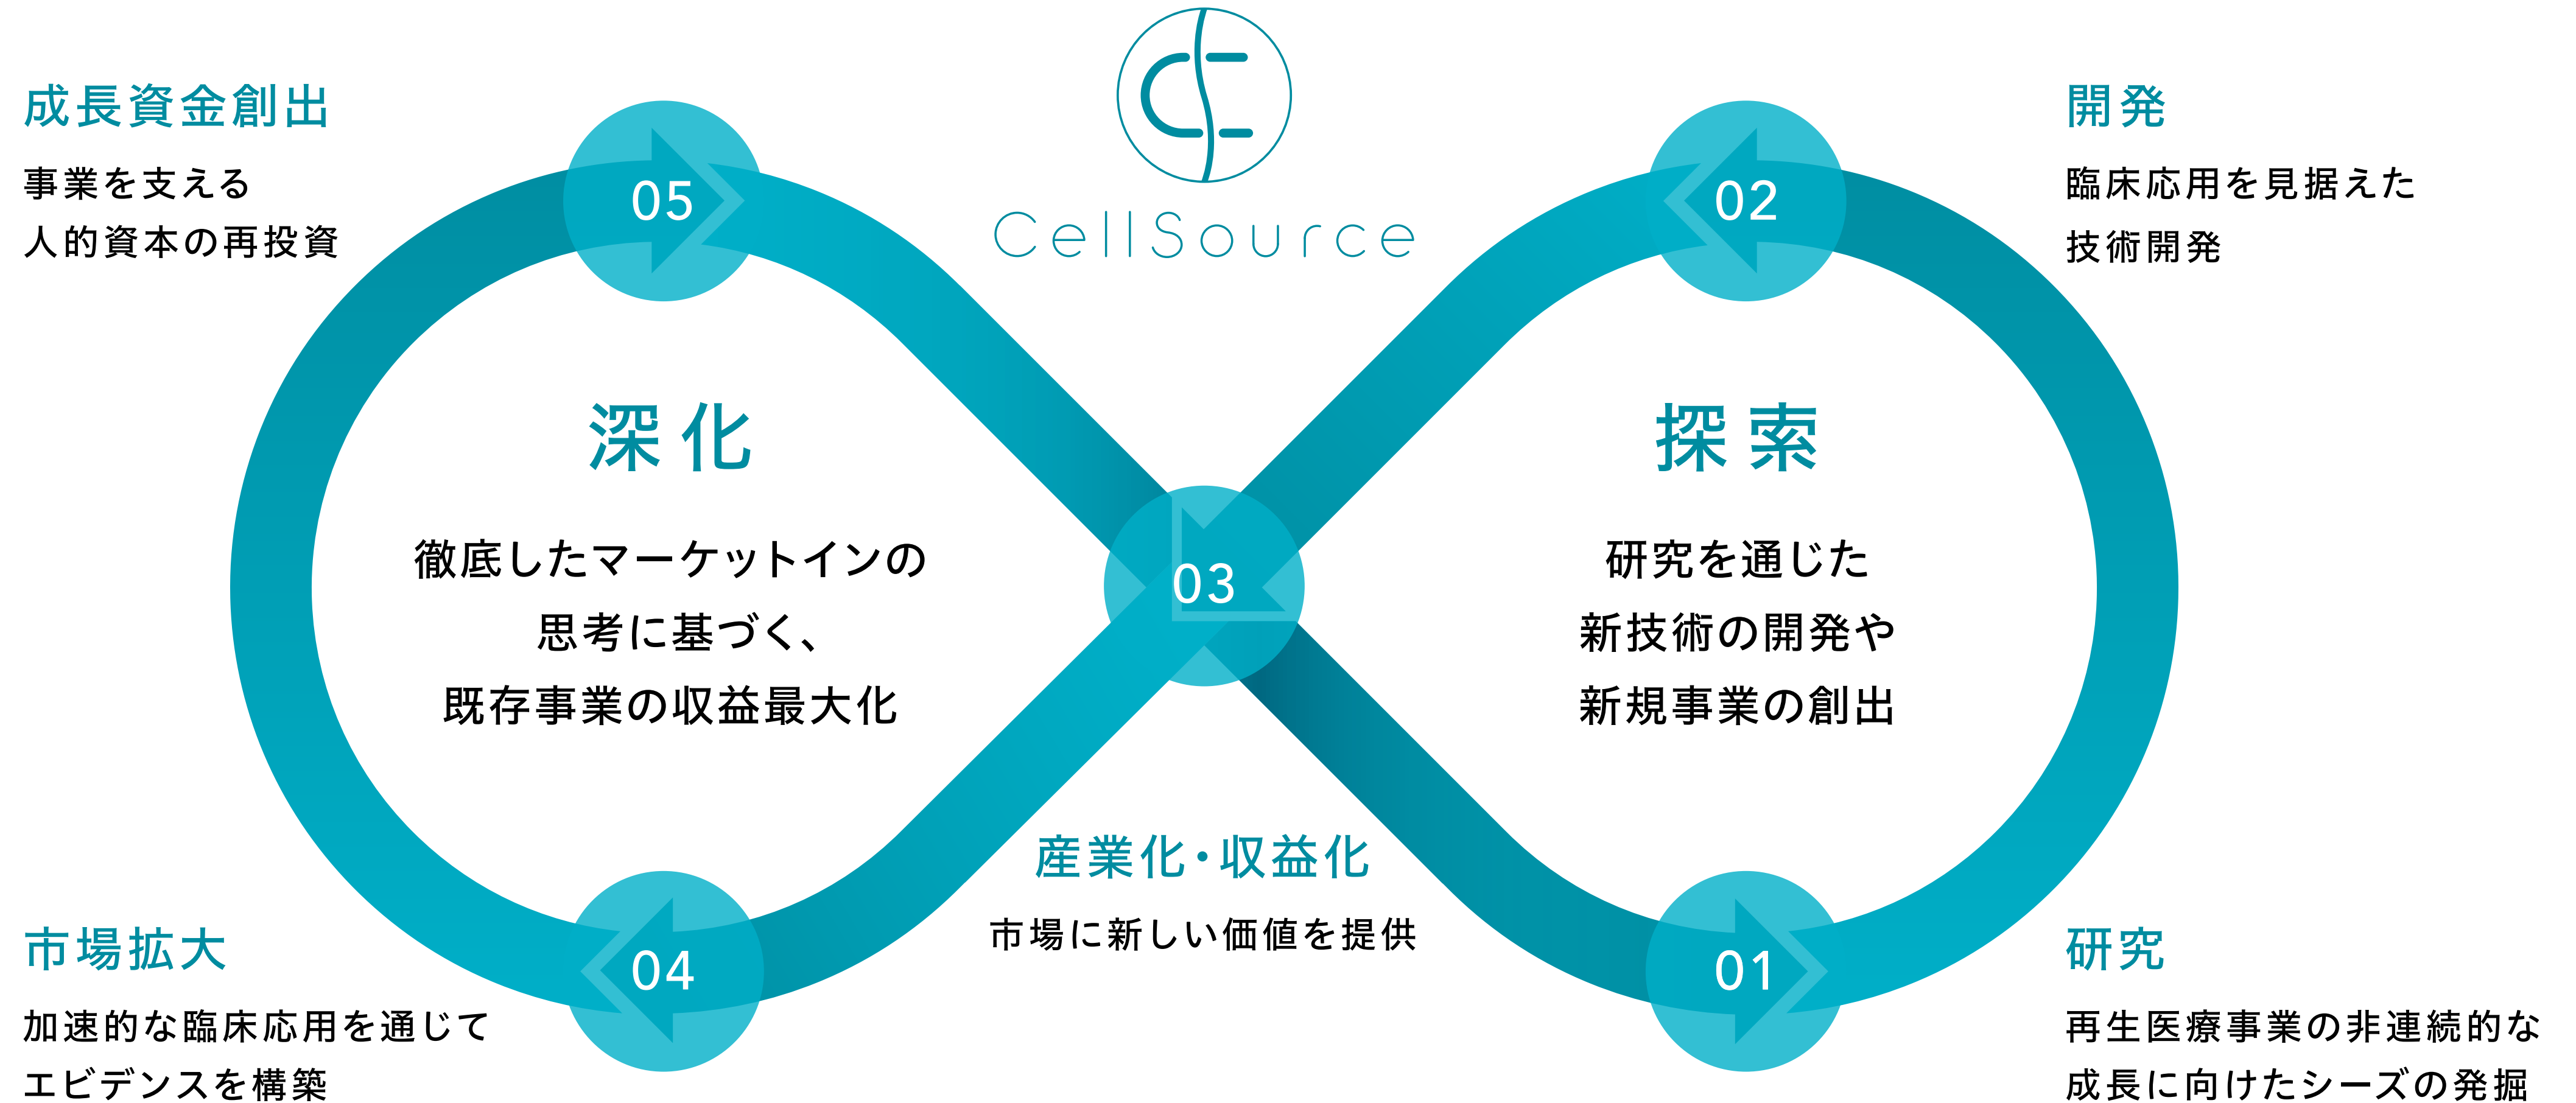 CellSource
成長資金創出
事業を支える
人的資本の再投資
05
02
開発
臨床応用を見据えた
技術開発
深化
徹底したマーケットインの
思考に基づく、
既存事業の収益最大化
03
探索
研究を通じた
新技術の開発や
新規事業の創出
産業化・収益化
市場に新しい価値を提供
市場拡大
加速的な臨床応用を通じて
エビデンスを構築
04
01
研究
再生医療事業の非連続的な
成長に向けたシーズの発掘